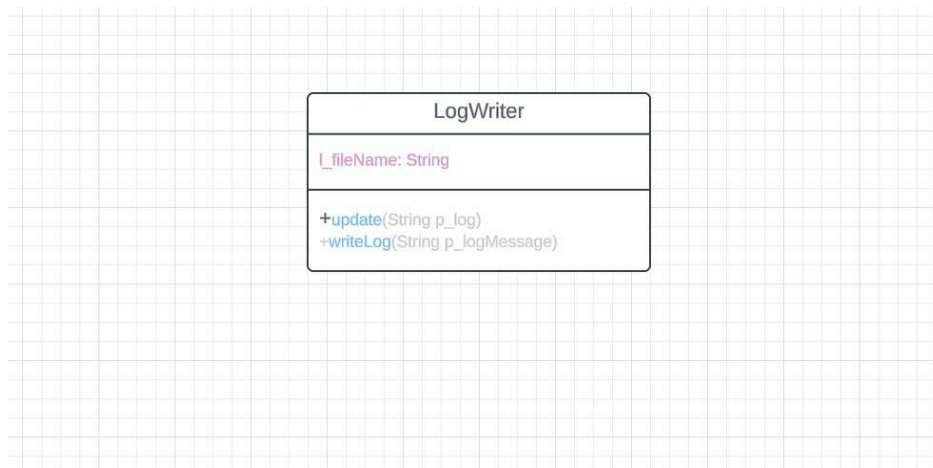 LogWriter
l_fileName: String
+update(String p_log)
+writeLog(String p_logMessage)